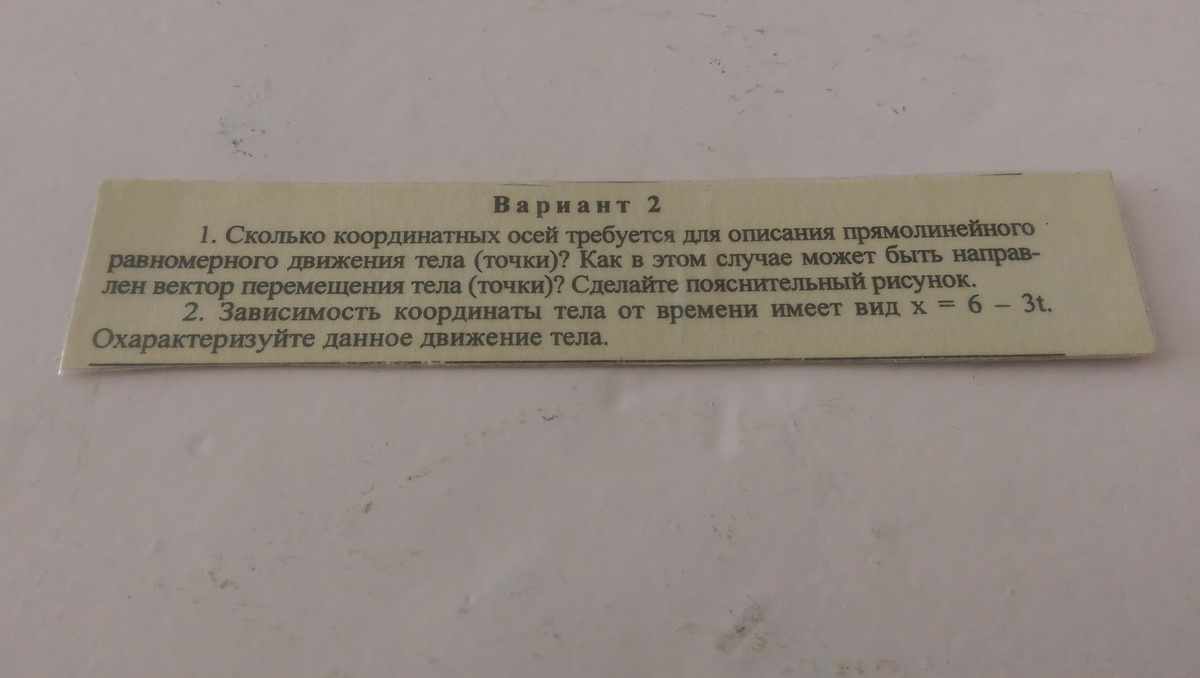 Вариант 2
1. Сколько координатных осей требуется для описания прямолинейного
равномерного движения тела (точки)? Как в этом случае может быть направ-
лен вектор перемещения тела (точки)? Сделайте пояснительный рисунок.
2. Зависимость координаты тела от времени имеет вид x = 6 – 3t.
Охарактеризуйте данное движение тела.